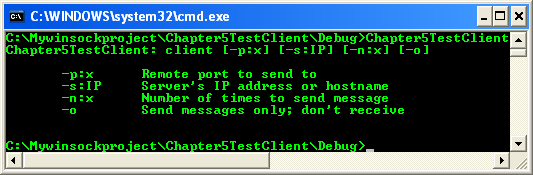 C:\WINDOWS\system32\cmd.exe
C:\Mywinsockproject\Chapter5TestClient\Debug>Chapter5TestClient
Chapter5TestClient: client [-p:x] [-s:IP] [-n:x] [-o]
-p:x Remote port to send to
-s:IP Server's IP address or hostname
-n:x Number of times to send message
-o Send messages only; don't receive
C:\Mywinsockproject\Chapter5TestClient\Debug>_